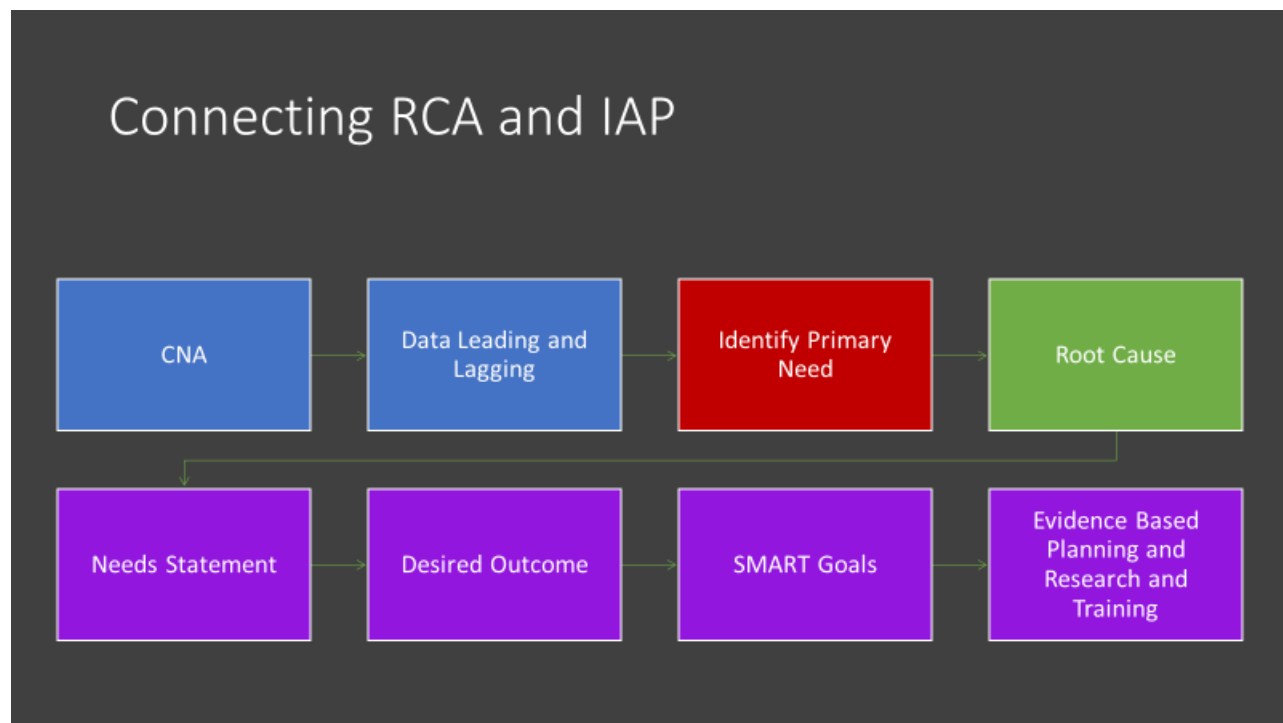 Connecting RCA and IAP
CNA
Data Leading and
Lagging
Identify Primary
Need
Root Cause
Needs Statement
Desired Outcome
SMART Goals
Evidence Based
Planning and
Research and
Training